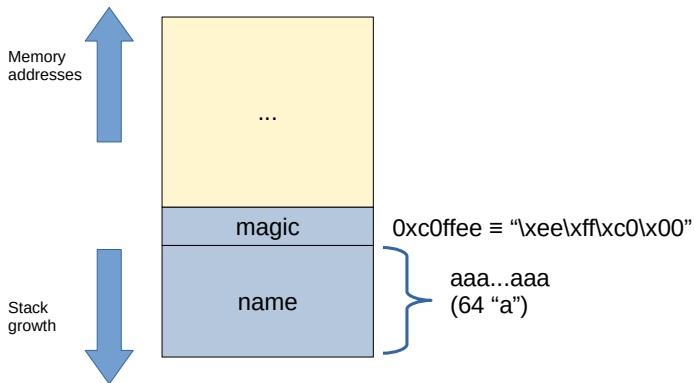 Memory
addresses
...
magic
0xc0ffee ≡ “\xee\xff\xc0\x00”
name
aaa...aaa
(64 “a”)
Stack
growth